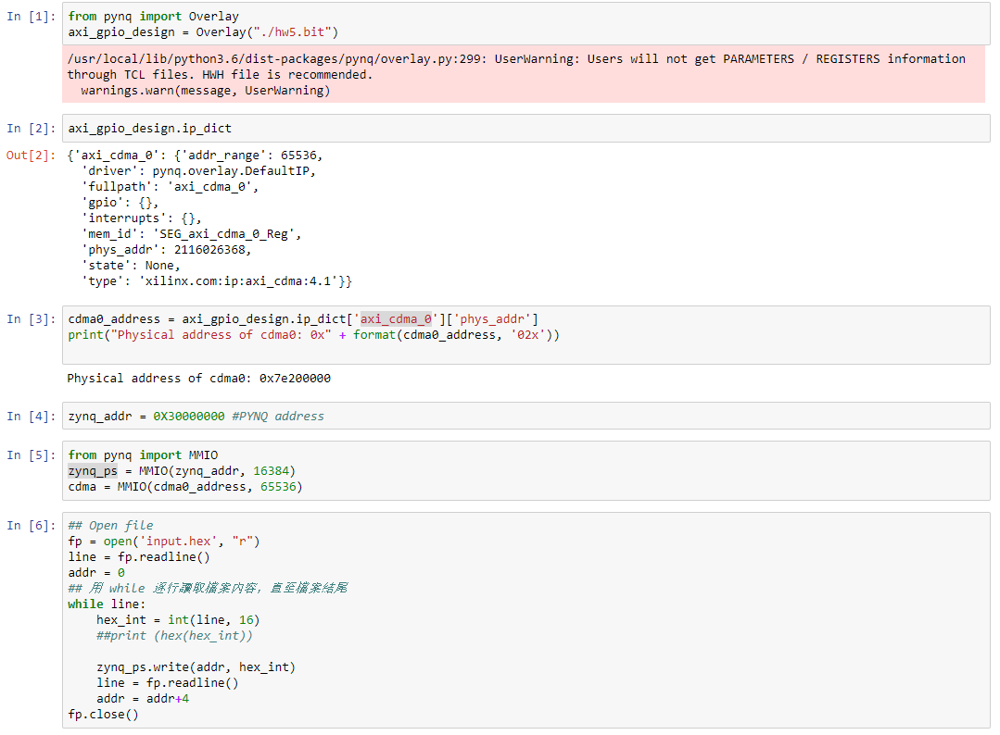 In [1]: from pynq import Overlay
axi_gpio_design = Overlay("./hw5.bit")
/usr/local/lib/python3.6/dist-packages/pynq/overlay.py:299: UserWarning: Users will not get PARAMETERS / REGISTERS information
through TCL files. HWH file is recommended.
  warnings.warn(message, UserWarning)
In [2]: axi_gpio_design.ip_dict
Out[2]: {'axi_cdma_0': {'addr_range': 65536,
  'driver': pynq.overlay.DefaultIP,
  'fullpath': 'axi_cdma_0',
  'gpio': {},
  'interrupts': {},
  'mem_id': 'SEG_axi_cdma_0_Reg',
  'phys_addr': 2116026368,
  'state': None,
  'type': 'xilinx.com:ip:axi_cdma:4.1'}}
In [3]: cdma0_address = axi_gpio_design.ip_dict['axi_cdma_0']['phys_addr']
print("Physical address of cdma0: 0x" + format(cdma0_address, '02x'))
Physical address of cdma0: 0x7e200000
In [4]: zynq_addr = 0X30000000 #PYNQ address
In [5]: from pynq import MMIO
zynq_ps = MMIO(zynq_addr, 16384)
cdma = MMIO(cdma0_address, 65536)
In [6]: ## Open file
fp = open('input.hex', "r")
line = fp.readline()
addr = 0
## 用 while 逐行讀取檔案內容，直至檔案結尾
while line:
    hex_int = int(line, 16)
    ##print (hex(hex_int))
    zynq_ps.write(addr, hex_int)
    line = fp.readline()
    addr = addr+4
fp.close()